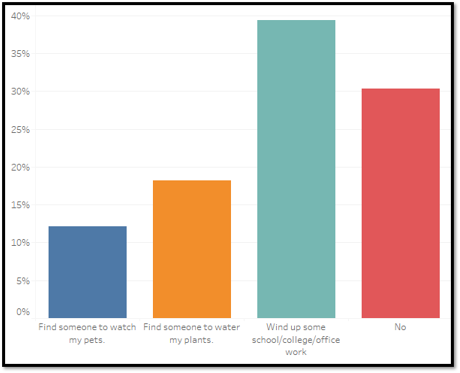 40%
35%
30%
25%
20%
15%
10%
5%
0%
Find someone to watch
my pets.
Find someone to water
my plants.
Wind up some
school/college/office
work
No